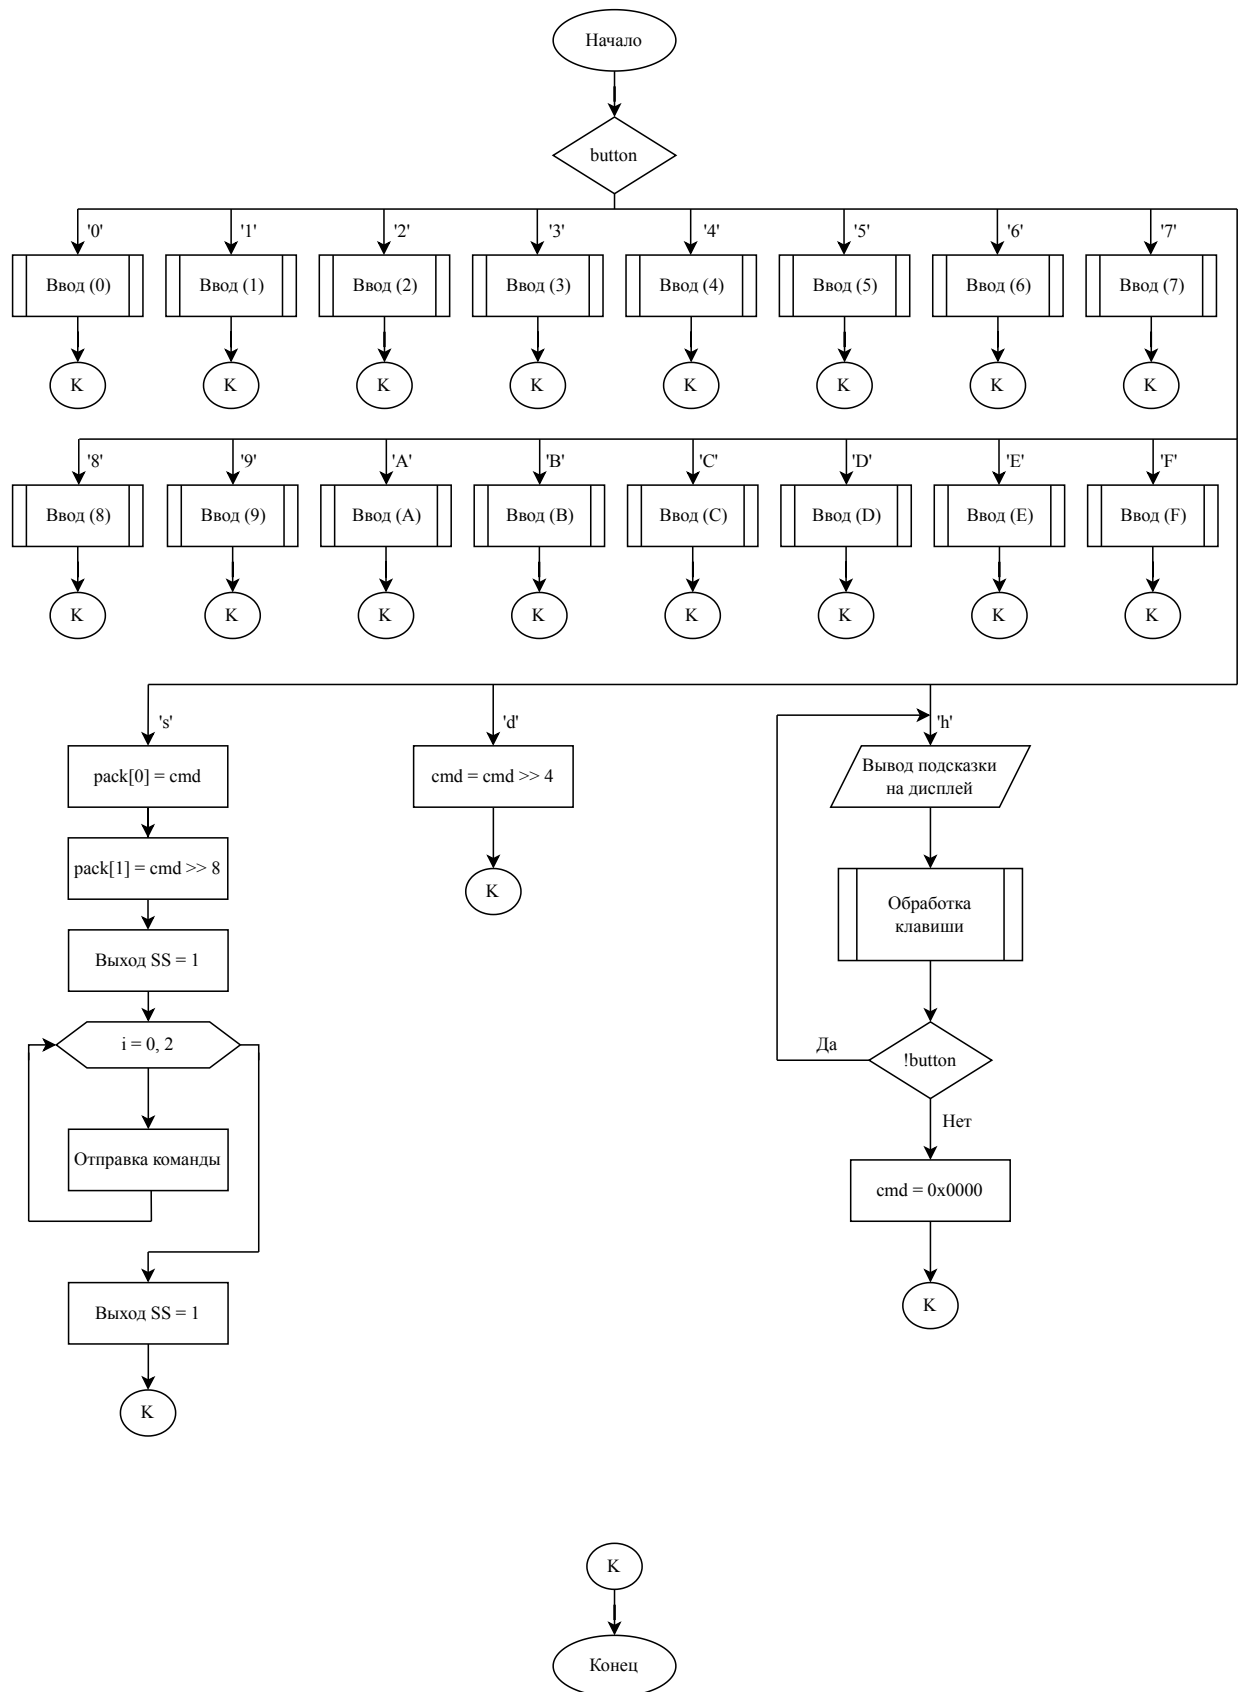 Начало
button
'0'
'1'
'2'
'3'
'4'
'5'
'6'
'7'
Ввод (0)
Ввод (1)
Ввод (2)
Ввод (3)
Ввод (4)
Ввод (5)
Ввод (6)
Ввод (7)
К
К
К
К
К
К
К
К
'8'
'9'
'A'
'B'
'C'
'D'
'E'
'F'
Ввод (8)
Ввод (9)
Ввод (A)
Ввод (B)
Ввод (C)
Ввод (D)
Ввод (E)
Ввод (F)
К
К
К
К
К
К
К
К
's'
pack[0] = cmd
pack[1] = cmd >> 8
Выход SS = 1
i = 0, 2
Отправка команды
Выход SS = 1
К
'd'
cmd = cmd >> 4
К
'h'
Вывод подсказки
на дисплей
Обработка
клавиши
!button
Да
Нет
cmd = 0x0000
К
К
Конец